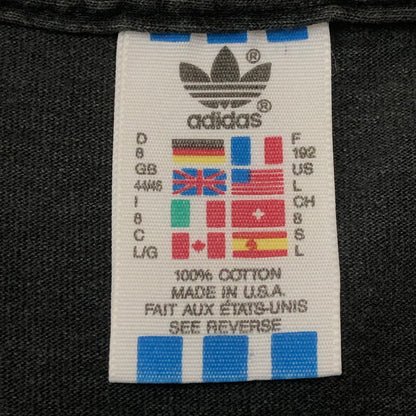 ®
adidas®
D F
8 192
GB US
44/46 L
I CH
8 8
C S
L/G L
100% COTTON
MADE IN U.S.A.
FAIT AUX ÉTATS-UNIS
SEE REVERSE